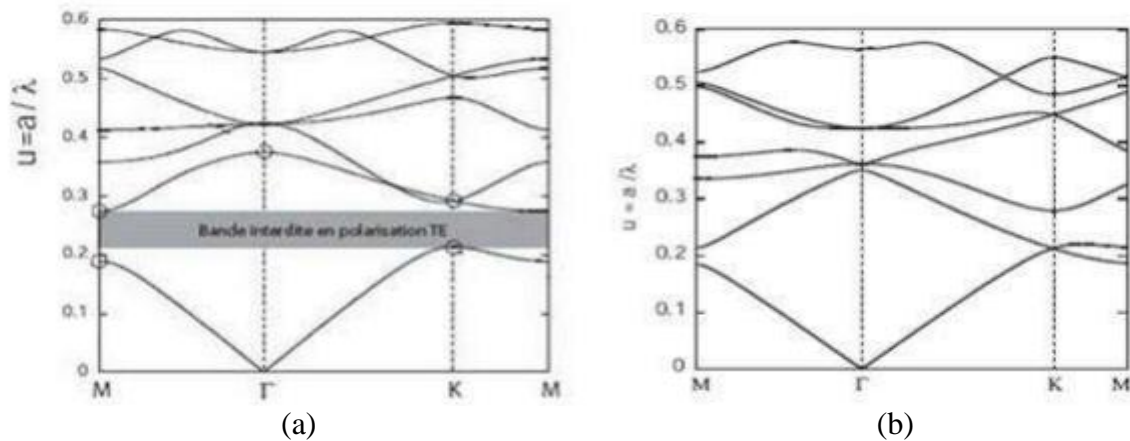 0.6
0.5
0.4
0.3
0.2
0.1
0
u=a/λ
Bande interdite en polarisation TE
M Γ K M
(a)
0.6
0.5
0.4
0.3
0.2
0.1
0
u = a/λ
M Γ K M
(b)